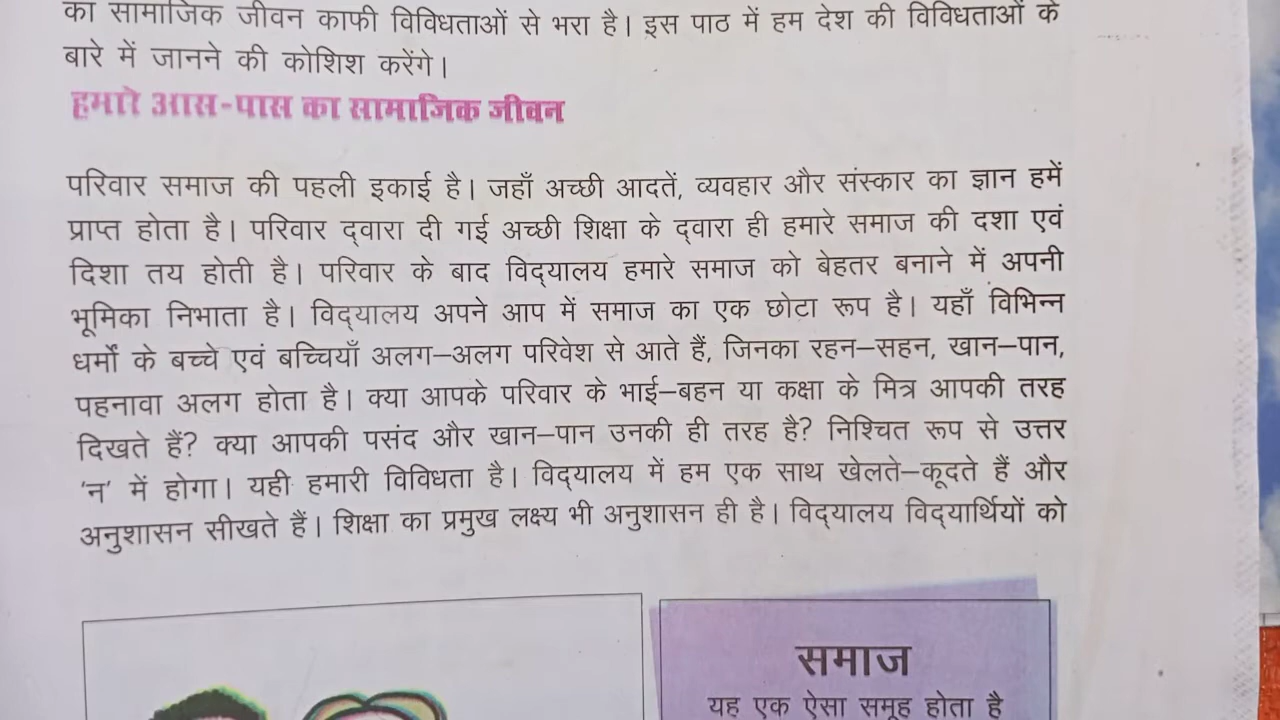 का सामाजिक जीवन काफी विविधताओं से भरा है। इस पाठ में हम देश की विविधताओं के
बारे में जानने की कोशिश करेंगे।
हमारे आस-पास का सामाजिक जीवन
परिवार समाज की पहली इकाई है। जहाँ अच्छी आदतें, व्यवहार और संस्कार का ज्ञान हमें
प्राप्त होता है। परिवार द्वारा दी गई अच्छी शिक्षा के द्वारा ही हमारे समाज की दशा एवं
दिशा तय होती है। परिवार के बाद विद्यालय हमारे समाज को बेहतर बनाने में अपनी
भूमिका निभाता है। विद्यालय अपने आप में समाज का एक छोटा रूप है। यहाँ विभिन्न
धर्मों के बच्चे एवं बच्चियाँ अलग–अलग परिवेश से आते हैं, जिनका रहन–सहन, खान–पान,
पहनावा अलग होता है। क्या आपके परिवार के भाई–बहन या कक्षा के मित्र आपकी तरह
दिखते हैं? क्या आपकी पसंद और खान–पान उनकी ही तरह है? निश्चित रूप से उत्तर
'न' में होगा। यही हमारी विविधता है। विद्यालय में हम एक साथ खेलते–कूदते हैं और
अनुशासन सीखते हैं। शिक्षा का प्रमुख लक्ष्य भी अनुशासन ही है। विद्यालय विद्यार्थियों को
समाज
यह एक ऐसा समूह होता है